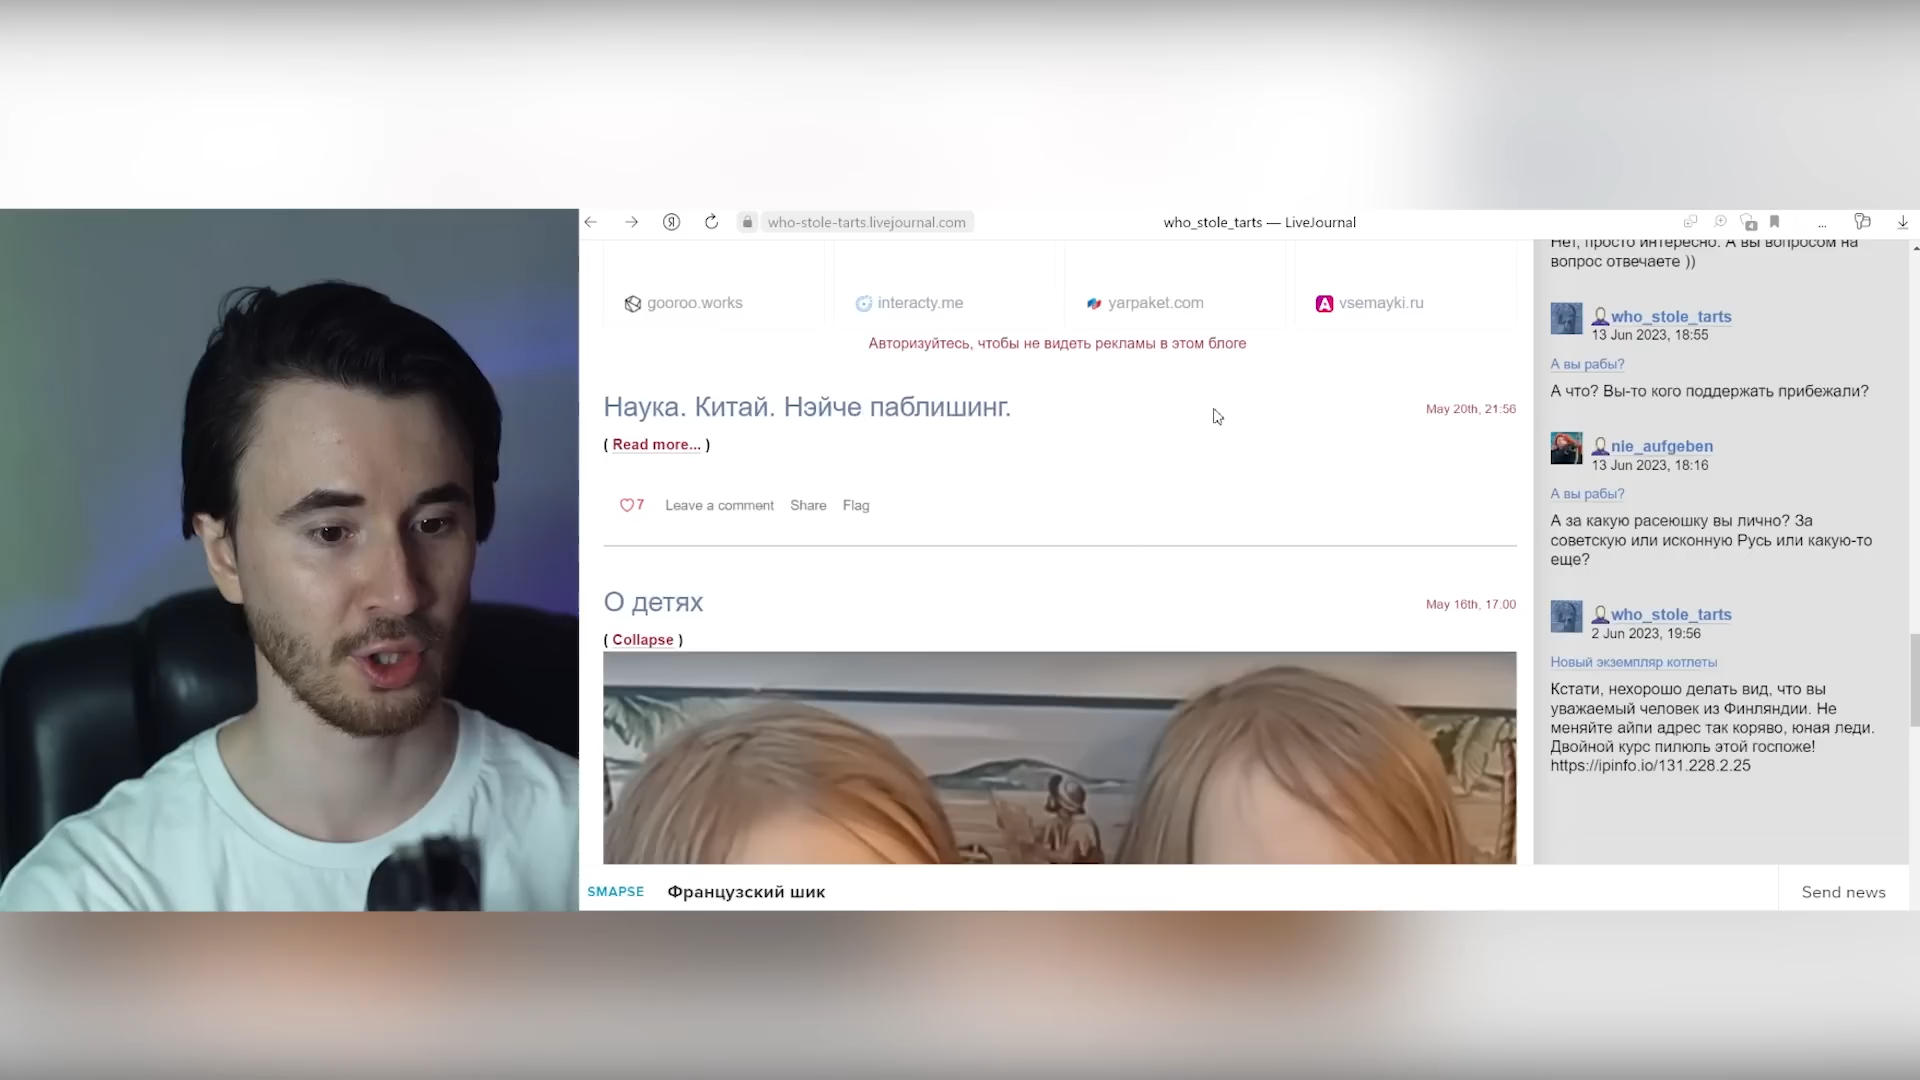 who-stole-tarts.livejournal.com
who_stole_tarts — LiveJournal
gooroo.works
interacty.me
yarpaket.com
vsemayki.ru
Авторизуйтесь, чтобы не видеть рекламы в этом блоге
Наука. Китай. Нэйче паблишинг.
May 20th, 21:56
( Read more... )
7
Leave a comment
Share
Flag
О детях
May 16th, 17:00
( Collapse )
Нет, просто интересно. А вы вопросом на
вопрос отвечаете ))
who_stole_tarts
13 Jun 2023, 18:55
А вы рабы?
А что? Вы-то кого поддержать прибежали?
nie_aufgeben
13 Jun 2023, 18:16
А вы рабы?
А за какую расеюшку вы лично? За
советскую или исконную Русь или какую-то
еще?
who_stole_tarts
2 Jun 2023, 19:56
Новый экземпляр котлеты
Кстати, нехорошо делать вид, что вы
уважаемый человек из Финляндии. Не
меняйте айпи адрес так коряво, юная леди.
Двойной курс пилюль этой госпоже!
https://ipinfo.io/131.228.2.25
SMAPSE
Французский шик
Send news